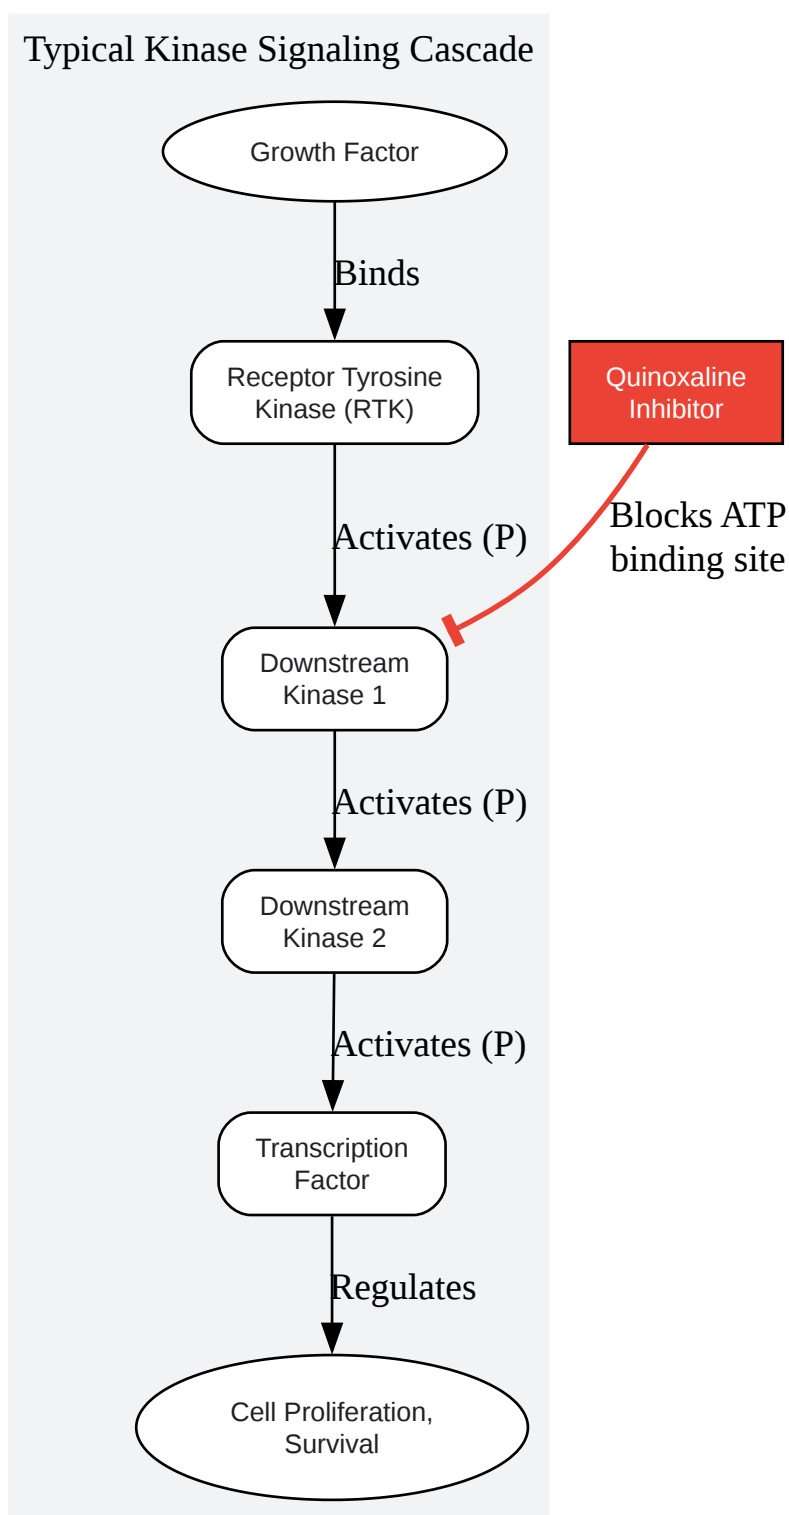 Typical Kinase Signaling Cascade
Growth Factor
Binds
Receptor Tyrosine
Kinase (RTK)
Quinoxaline
Inhibitor
Activates (P)
Blocks ATP
binding site
Downstream
Kinase 1
Activates (P)
Downstream
Kinase 2
Activates (P)
Transcription
Factor
Regulates
Cell Proliferation,
Survival